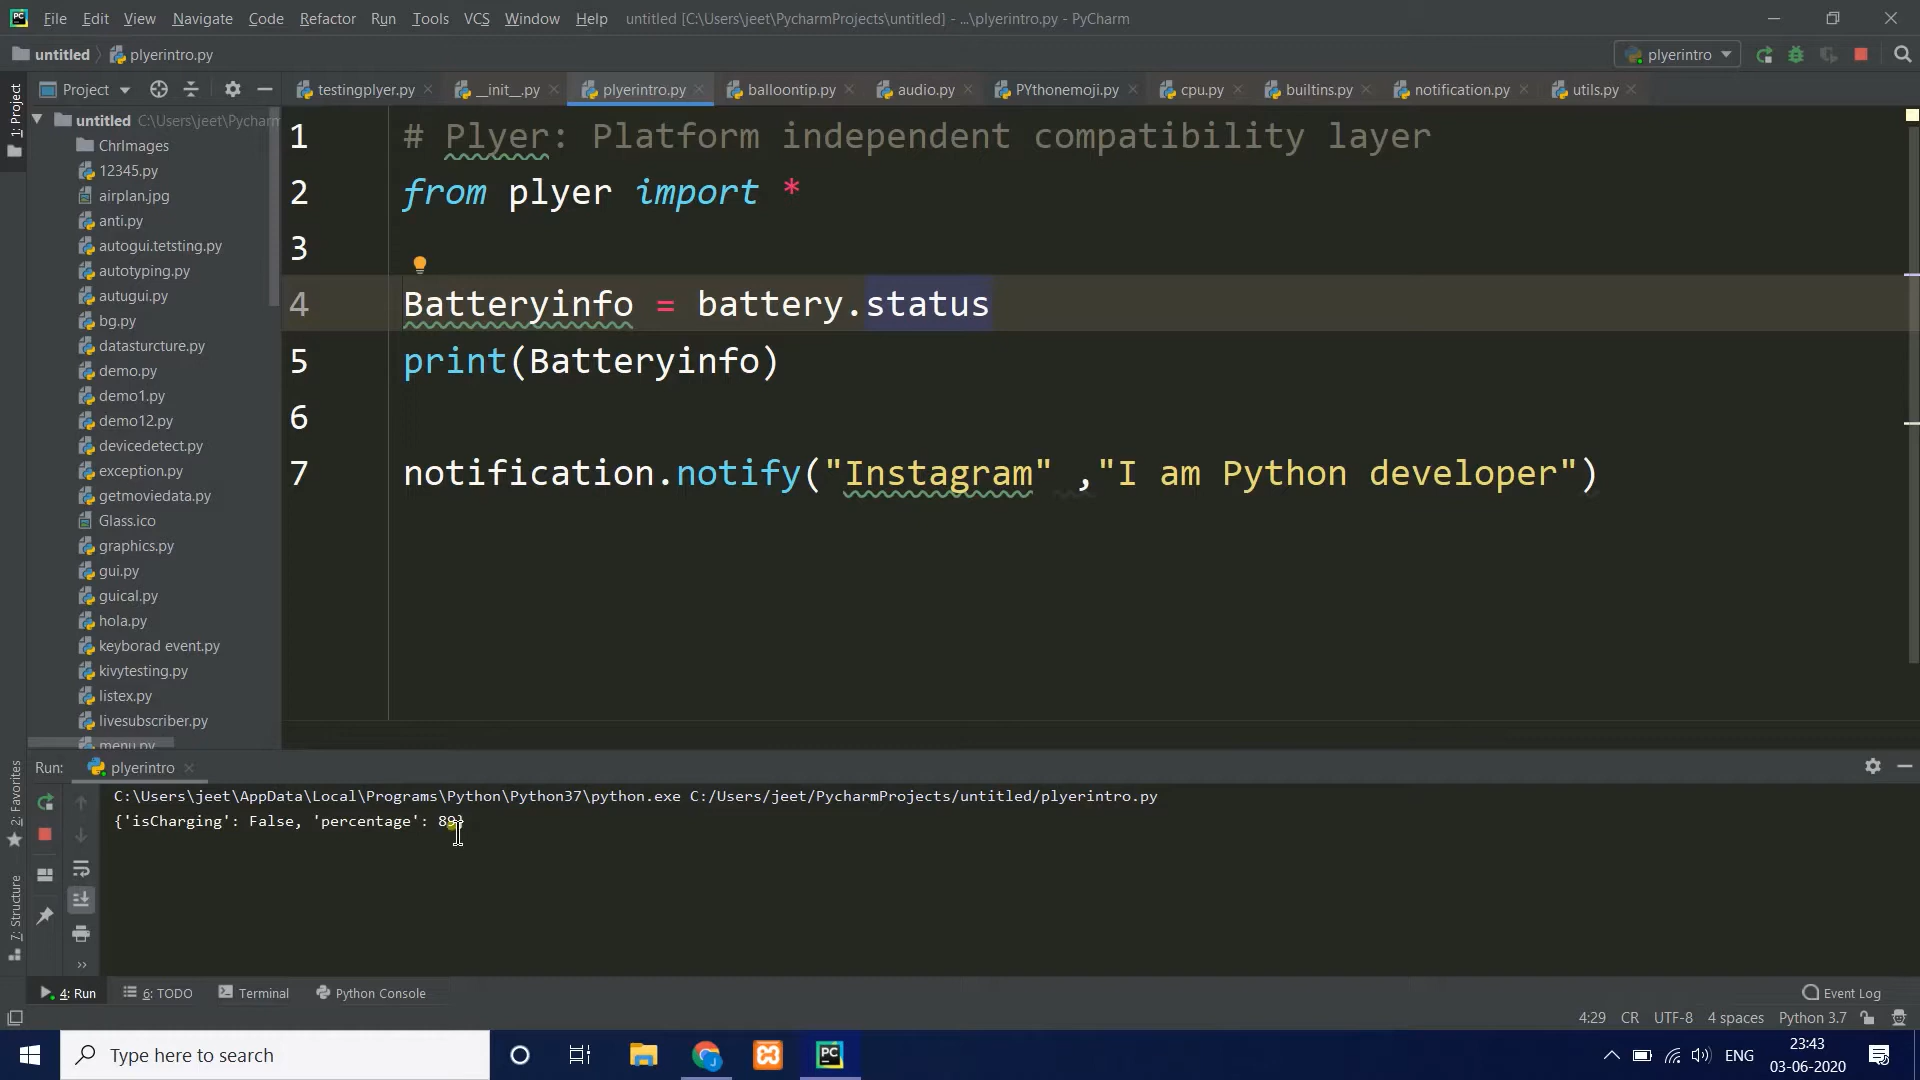 File Edit View Navigate Code Refactor Run Tools VCS Window Help untitled [C:\Users\jeet\PycharmProjects\untitled] - ...\plyerintro.py - PyCharm
untitled plyerintro.py plyerintro
Project testingplyer.py __init__.py plyerintro.py balloontip.py audio.py PYthonemoji.py cpu.py builtins.py notification.py utils.py
1: Project
untitled C:\Users\jeet\Pycharm
ChrImages
12345.py
airplan.jpg
anti.py
autogui.tetsting.py
autotyping.py
autugui.py
bg.py
datasturcture.py
demo.py
demo1.py
demo12.py
devicedetect.py
exception.py
getmoviedata.py
Glass.ico
graphics.py
gui.py
guical.py
hola.py
keyborad event.py
kivytesting.py
listex.py
livesubscriber.py
menu.py
1 # Plyer: Platform independent compatibility layer
2 from plyer import *
3
4 Batteryinfo = battery.status
5 print(Batteryinfo)
6
7 notification.notify("Instagram" ,"I am Python developer")
2: Favorites
7: Structure
Run: plyerintro
C:\Users\jeet\AppData\Local\Programs\Python\Python37\python.exe C:/Users/jeet/PycharmProjects/untitled/plyerintro.py
{'isCharging': False, 'percentage': 89}
4: Run 6: TODO Terminal Python Console Event Log
4:29 CR UTF-8 4 spaces Python 3.7
Type here to search
PC
ENG
23:43
03-06-2020